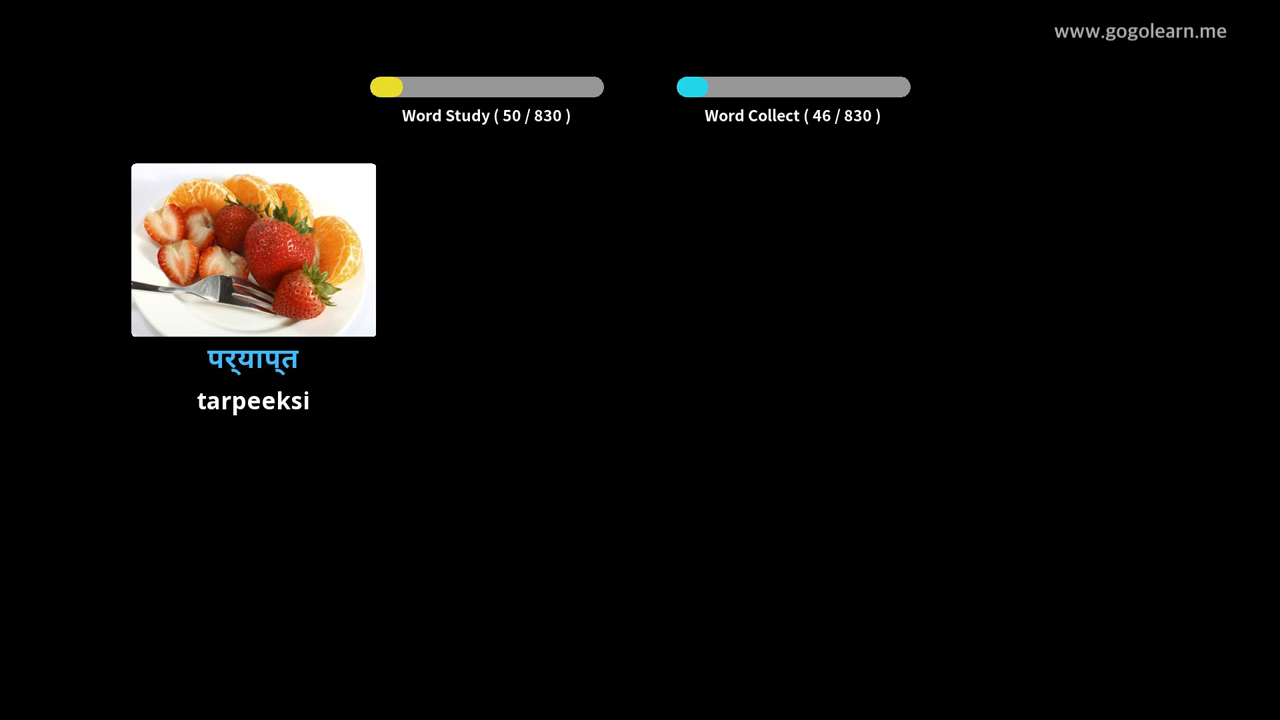 www.gogolearn.me
Word Study ( 50 / 830 )
Word Collect ( 46 / 830 )
पर्याप्त
tarpeeksi